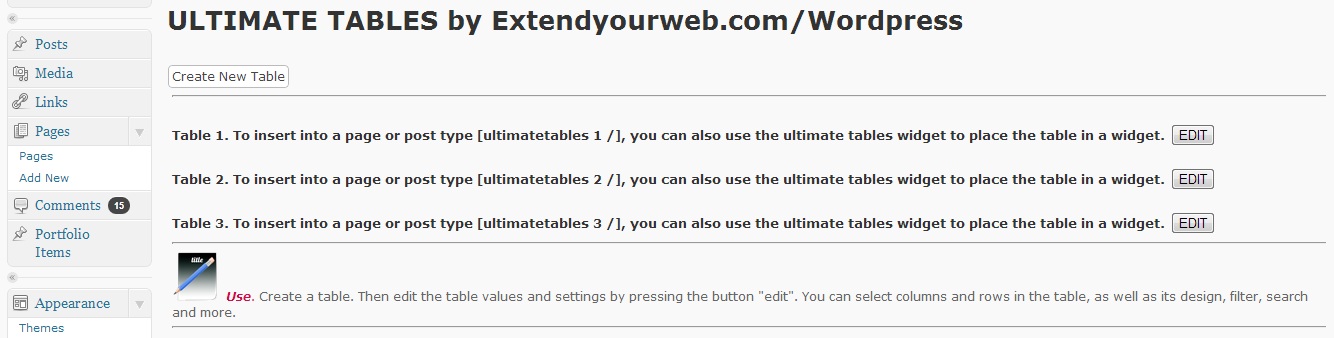 ULTIMATE TABLES by Extendyourweb.com/Wordpress
Posts
Media
Links
Pages
Pages
Add New
Comments 15
Portfolio
Items
Appearance
Themes
Create New Table
Table 1. To insert into a page or post type [ultimatetables 1 /], you can also use the ultimate tables widget to place the table in a widget. EDIT
Table 2. To insert into a page or post type [ultimatetables 2 /], you can also use the ultimate tables widget to place the table in a widget. EDIT
Table 3. To insert into a page or post type [ultimatetables 3 /], you can also use the ultimate tables widget to place the table in a widget. EDIT
title
Use. Create a table. Then edit the table values and settings by pressing the button "edit". You can select columns and rows in the table, as well as its design, filter, search
and more.